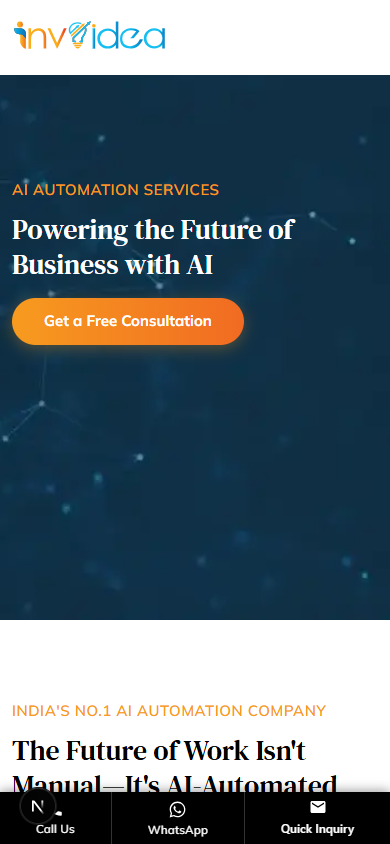 invidea
AI AUTOMATION SERVICES
Powering the Future of
Business with AI
Get a Free Consultation
INDIA'S NO.1 AI AUTOMATION COMPANY
The Future of Work Isn't
Manual—It's AI-Automated
N
Call Us
WhatsApp
Quick Inquiry